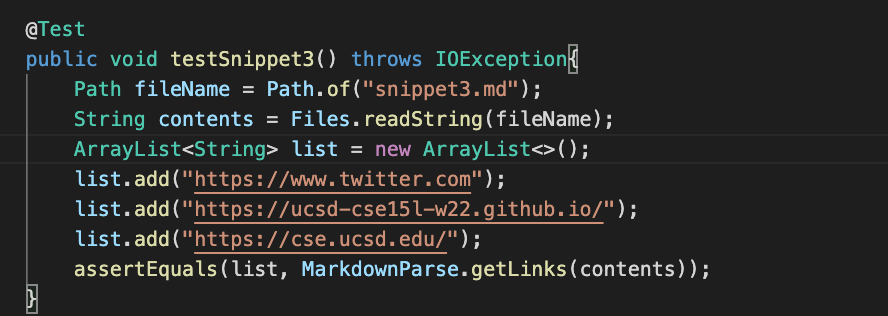 @Test
public void testSnippet3() throws IOException{
    Path fileName = Path.of("snippet3.md");
    String contents = Files.readString(fileName);
    ArrayList<String> list = new ArrayList<>();
    list.add("https://www.twitter.com");
    list.add("https://ucsd-cse15l-w22.github.io/");
    list.add("https://cse.ucsd.edu/");
    assertEquals(list, MarkdownParse.getLinks(contents));
}